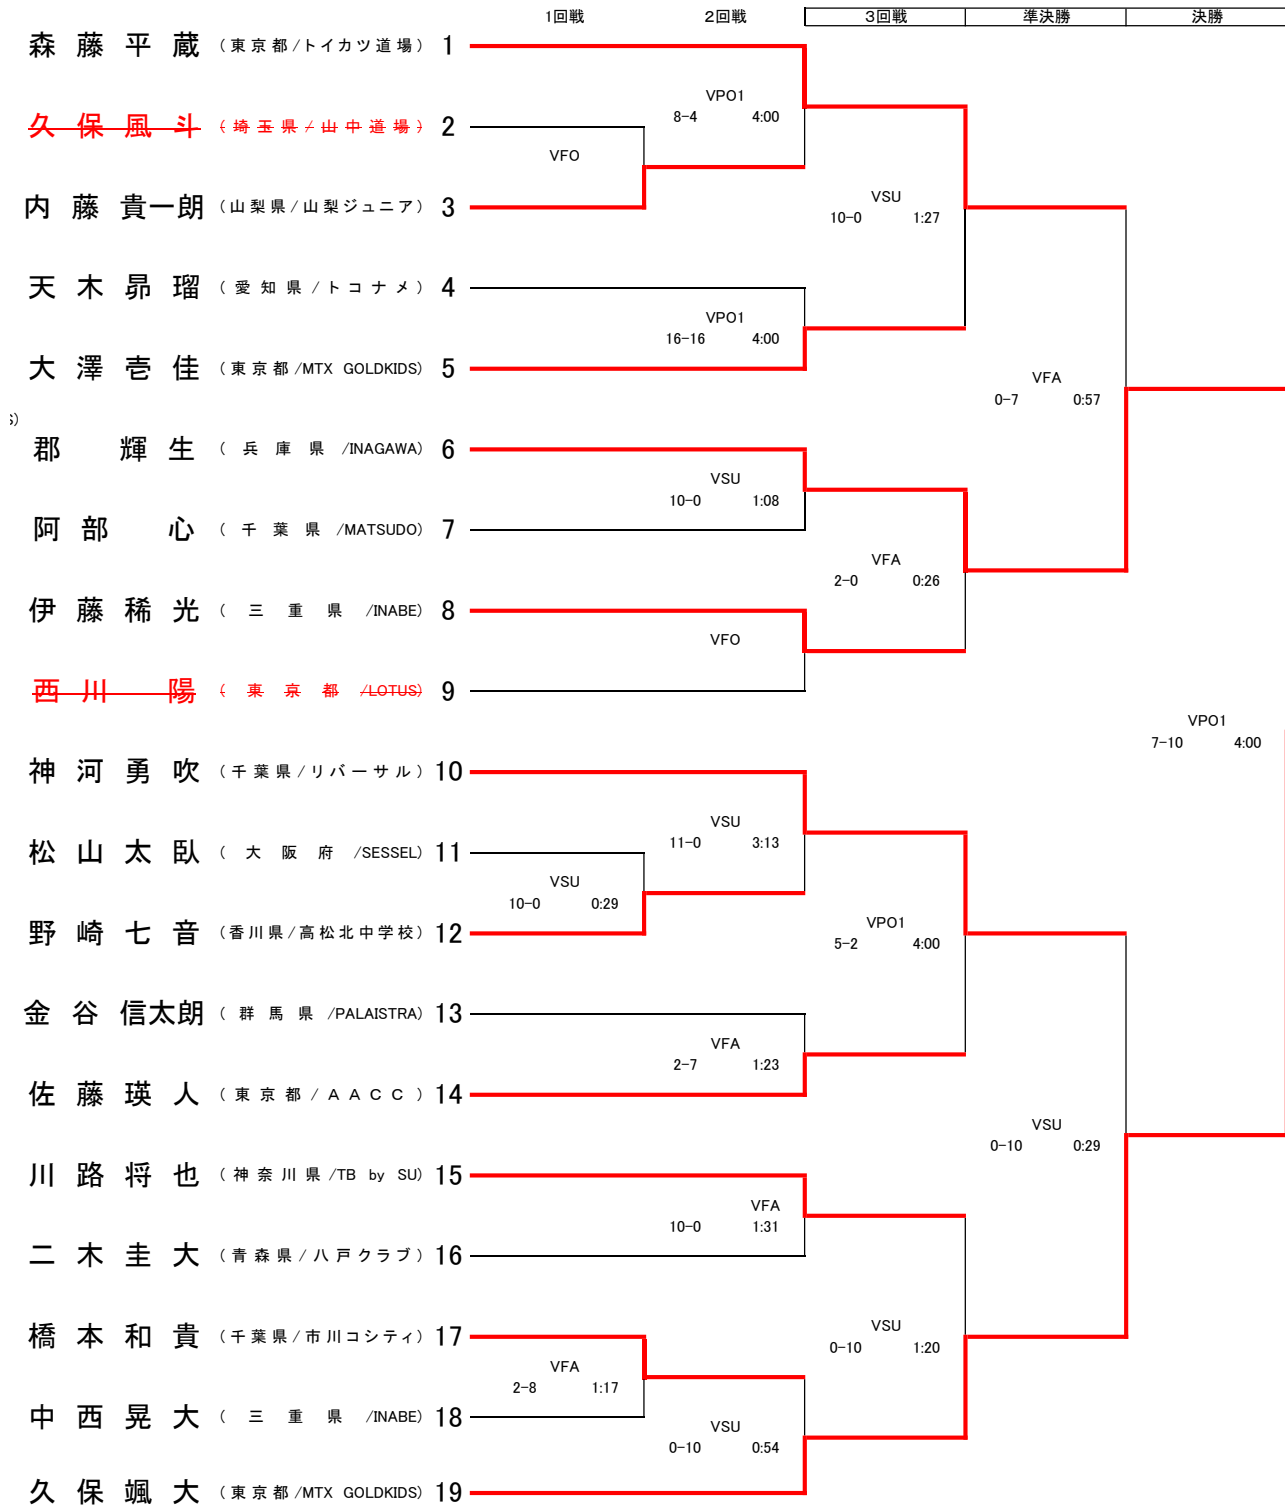 1回戦 2回戦 3回戦 準決勝 決勝
森藤平蔵 (東京都/トイカツ道場) 1
VPO1
8-4 4:00
久保風斗 (埼玉県/山中道場) 2
VFO
内藤貴一朗 (山梨県/山梨ジュニア) 3
VSU
10-0 1:27
天木昴瑠 (愛知県/トコナメ) 4
VPO1
16-16 4:00
大澤壱佳 (東京都/MTX GOLDKIDS) 5
VFA
0-7 0:57
S)
郡輝生 (兵庫県/INAGAWA) 6
VSU
10-0 1:08
阿部心 (千葉県/MATSUDO) 7
VFA
2-0 0:26
伊藤稀光 (三重県/INABE) 8
VFO
西川陽 (東京都/LOTUS) 9
VPO1
7-10 4:00
神河勇吹 (千葉県/リバーサル) 10
VSU
11-0 3:13
松山太臥 (大阪府/SESSEL) 11
VSU
10-0 0:29
野崎七音 (香川県/高松北中学校) 12
VPO1
5-2 4:00
金谷信太朗 (群馬県/PALAISTRA) 13
VFA
2-7 1:23
佐藤瑛人 (東京都/AACC) 14
VSU
0-10 0:29
川路将也 (神奈川県/TB by SU) 15
VFA
10-0 1:31
二木圭大 (青森県/八戸クラブ) 16
VSU
0-10 1:20
橋本和貴 (千葉県/市川コシティ) 17
VFA
2-8 1:17
中西晃大 (三重県/INABE) 18
VSU
0-10 0:54
久保颯大 (東京都/MTX GOLDKIDS) 19